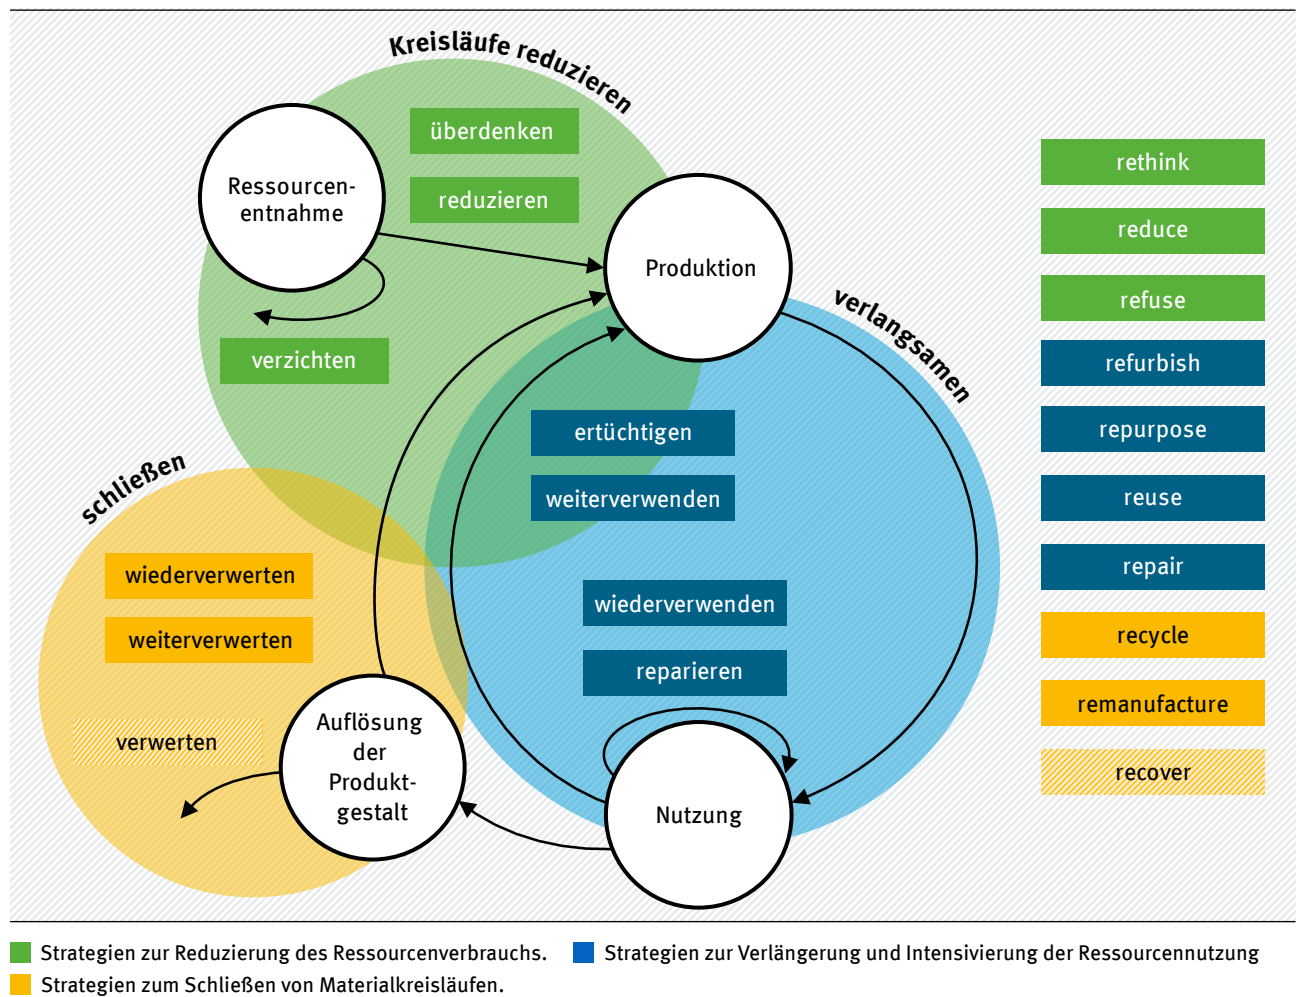 Kreisläufe reduzieren
überdenken
reduzieren
Ressourcen-
entnahme
Produktion
verzichten
verlangsamen
ertüchtigen
weiterverwenden
schließen
wiederverwerten
weiterverwerten
verwerten
wiederverwenden
reparieren
Auflösung
der
Produkt-
gestalt
Nutzung
rethink
reduce
refuse
refurbish
repurpose
reuse
repair
recycle
remanufacture
recover
Strategien zur Reduzierung des Ressourcenverbrauchs.
Strategien zur Verlängerung und Intensivierung der Ressourcennutzung
Strategien zum Schließen von Materialkreisläufen.